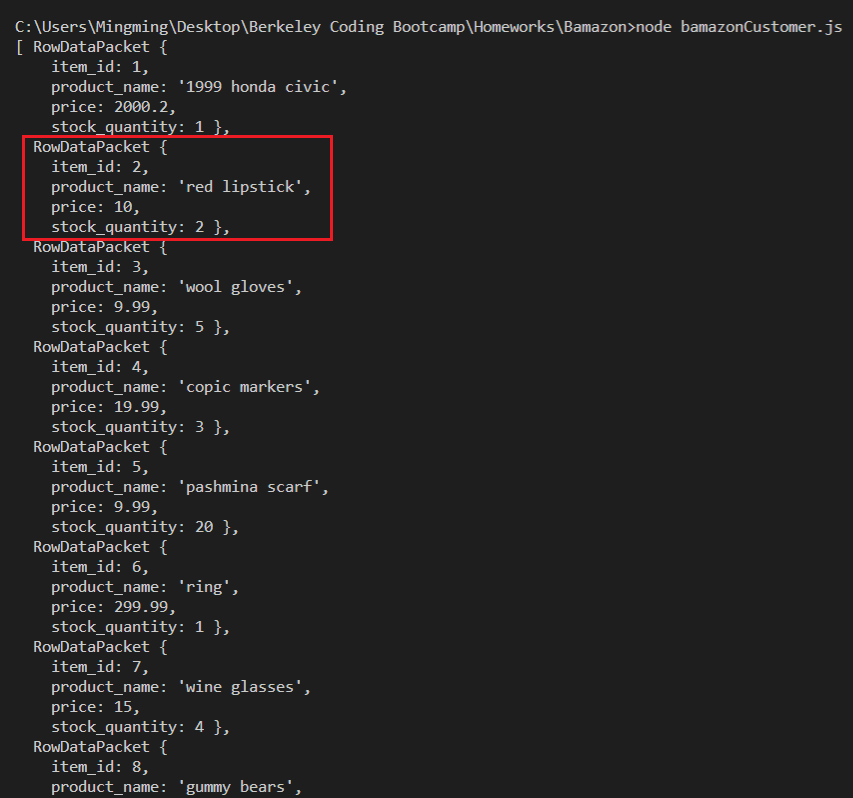 C:\Users\Mingming\Desktop\Berkeley Coding Bootcamp\Homeworks\Bamazon>node bamazonCustomer.js
[ RowDataPacket {
    item_id: 1,
    product_name: '1999 honda civic',
    price: 2000.2,
    stock_quantity: 1 },
  RowDataPacket {
    item_id: 2,
    product_name: 'red lipstick',
    price: 10,
    stock_quantity: 2 },
  RowDataPacket {
    item_id: 3,
    product_name: 'wool gloves',
    price: 9.99,
    stock_quantity: 5 },
  RowDataPacket {
    item_id: 4,
    product_name: 'copic markers',
    price: 19.99,
    stock_quantity: 3 },
  RowDataPacket {
    item_id: 5,
    product_name: 'pashmina scarf',
    price: 9.99,
    stock_quantity: 20 },
  RowDataPacket {
    item_id: 6,
    product_name: 'ring',
    price: 299.99,
    stock_quantity: 1 },
  RowDataPacket {
    item_id: 7,
    product_name: 'wine glasses',
    price: 15,
    stock_quantity: 4 },
  RowDataPacket {
    item_id: 8,
    product_name: 'gummy bears',